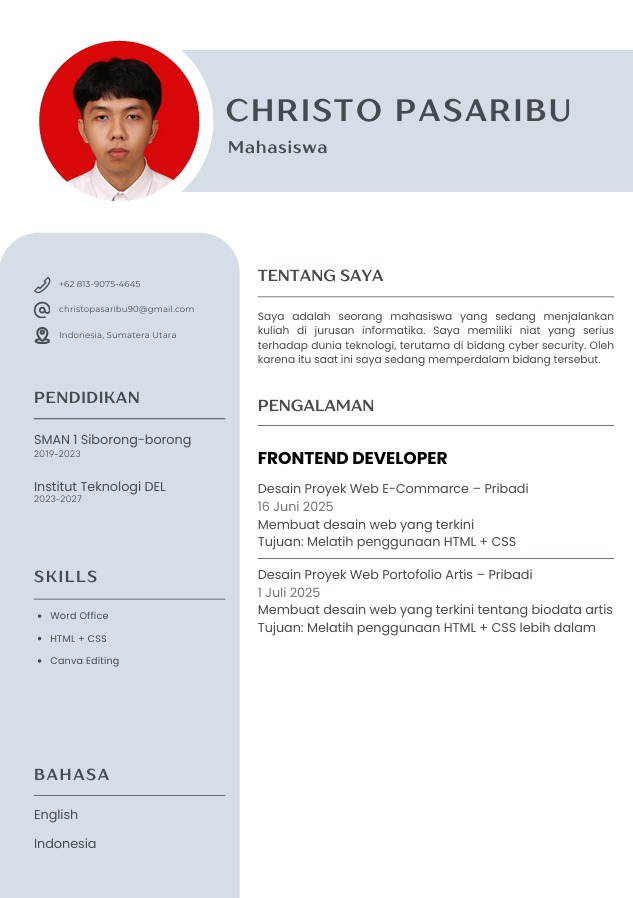 CHRISTO PASARIBU
Mahasiswa
+62 813-9075-4645
christopasaribu90@gmail.com
Indonesia, Sumatera Utara
PENDIDIKAN
SMAN 1 Siborong-borong
2019-2023
Institut Teknologi DEL
2023-2027
SKILLS
• Word Office
• HTML + CSS
• Canva Editing
BAHASA
English
Indonesia
TENTANG SAYA
Saya adalah seorang mahasiswa yang sedang menjalankan
kuliah di jurusan informatika. Saya memiliki niat yang serius
terhadap dunia teknologi, terutama di bidang cyber security. Oleh
karena itu saat ini saya sedang memperdalam bidang tersebut.
PENGALAMAN
FRONTEND DEVELOPER
Desain Proyek Web E-Commarce – Pribadi
16 Juni 2025
Membuat desain web yang terkini
Tujuan: Melatih penggunaan HTML + CSS
Desain Proyek Web Portofolio Artis – Pribadi
1 Juli 2025
Membuat desain web yang terkini tentang biodata artis
Tujuan: Melatih penggunaan HTML + CSS lebih dalam